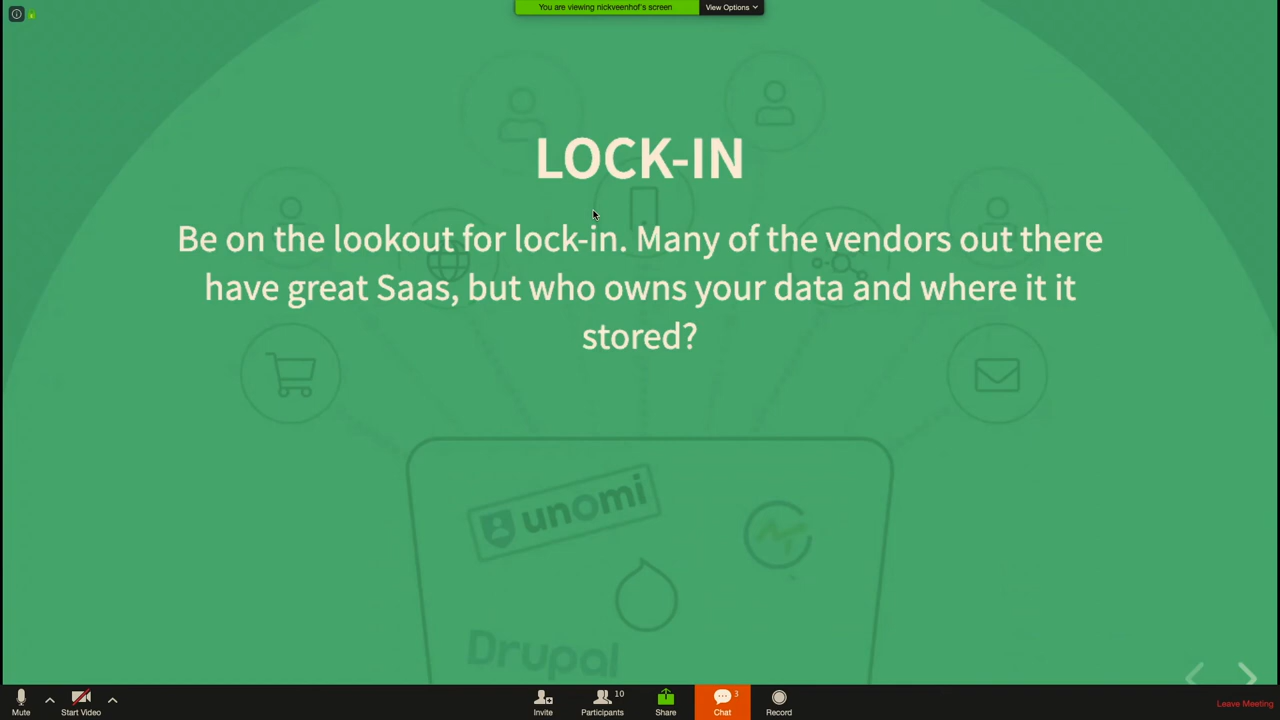 You are viewing nickveenhof's screen
View Options
LOCK-IN
Be on the lookout for lock-in. Many of the vendors out there
have great Saas, but who owns your data and where it it
stored?
unomi
Drupal
Mute
Start Video
Invite
Participants
10
Share
Chat
3
Record
Leave Meeting